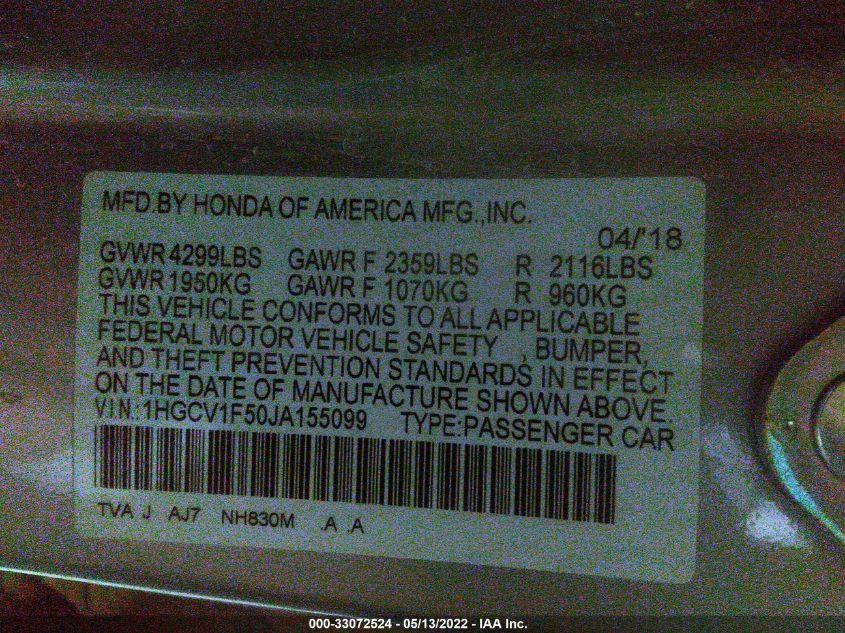 MFD.BY HONDA OF AMERICA MFG.,INC.
04/'18
GVWR 4299LBS GAWR F 2359LBS R 2116LBS
GVWR 1950KG GAWR F 1070KG R 960KG
THIS VEHICLE CONFORMS TO ALL APPLICABLE
FEDERAL MOTOR VEHICLE SAFETY , BUMPER,
AND THEFT PREVENTION STANDARDS IN EFFECT
ON THE DATE OF MANUFACTURE SHOWN ABOVE
VIN:1HGCV1F50JA155099 TYPE:PASSENGER CAR
TVA J AJ7 NH830M .A .A
000-33072524 - 05/13/2022 - IAA Inc.